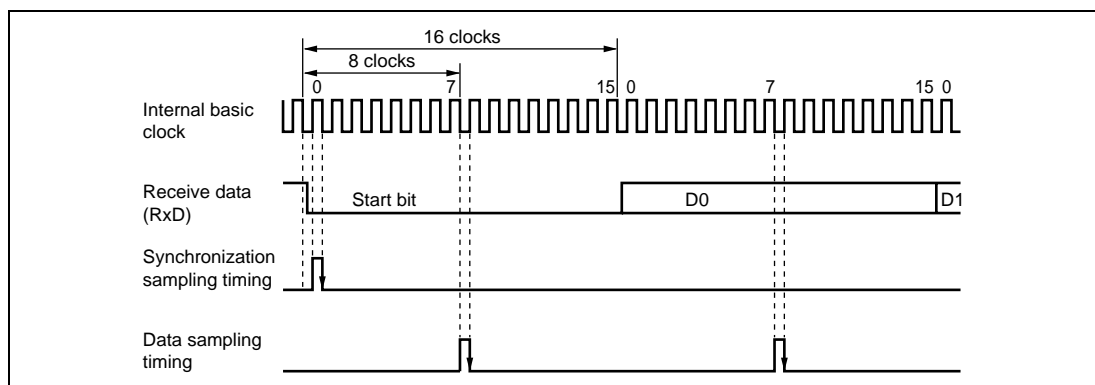 16 clocks
8 clocks
0 7 15 0 7 15 0
Internal basic
clock
Receive data
(RxD)
Start bit D0 D1
Synchronization
sampling timing
Data sampling
timing